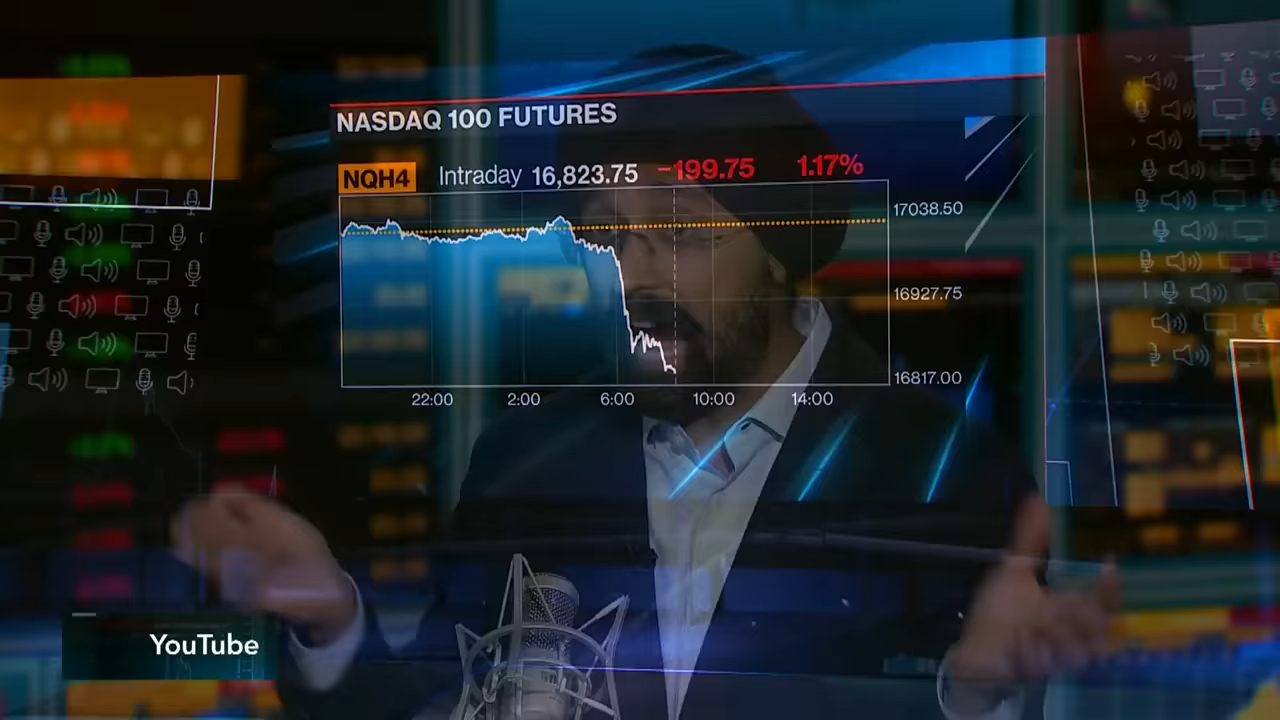 NASDAQ 100 FUTURES
NQH4 Intraday 16,823.75 -199.75 1.17%
17038.50
16927.75
16817.00
22:00 2:00 6:00 10:00 14:00
YouTube